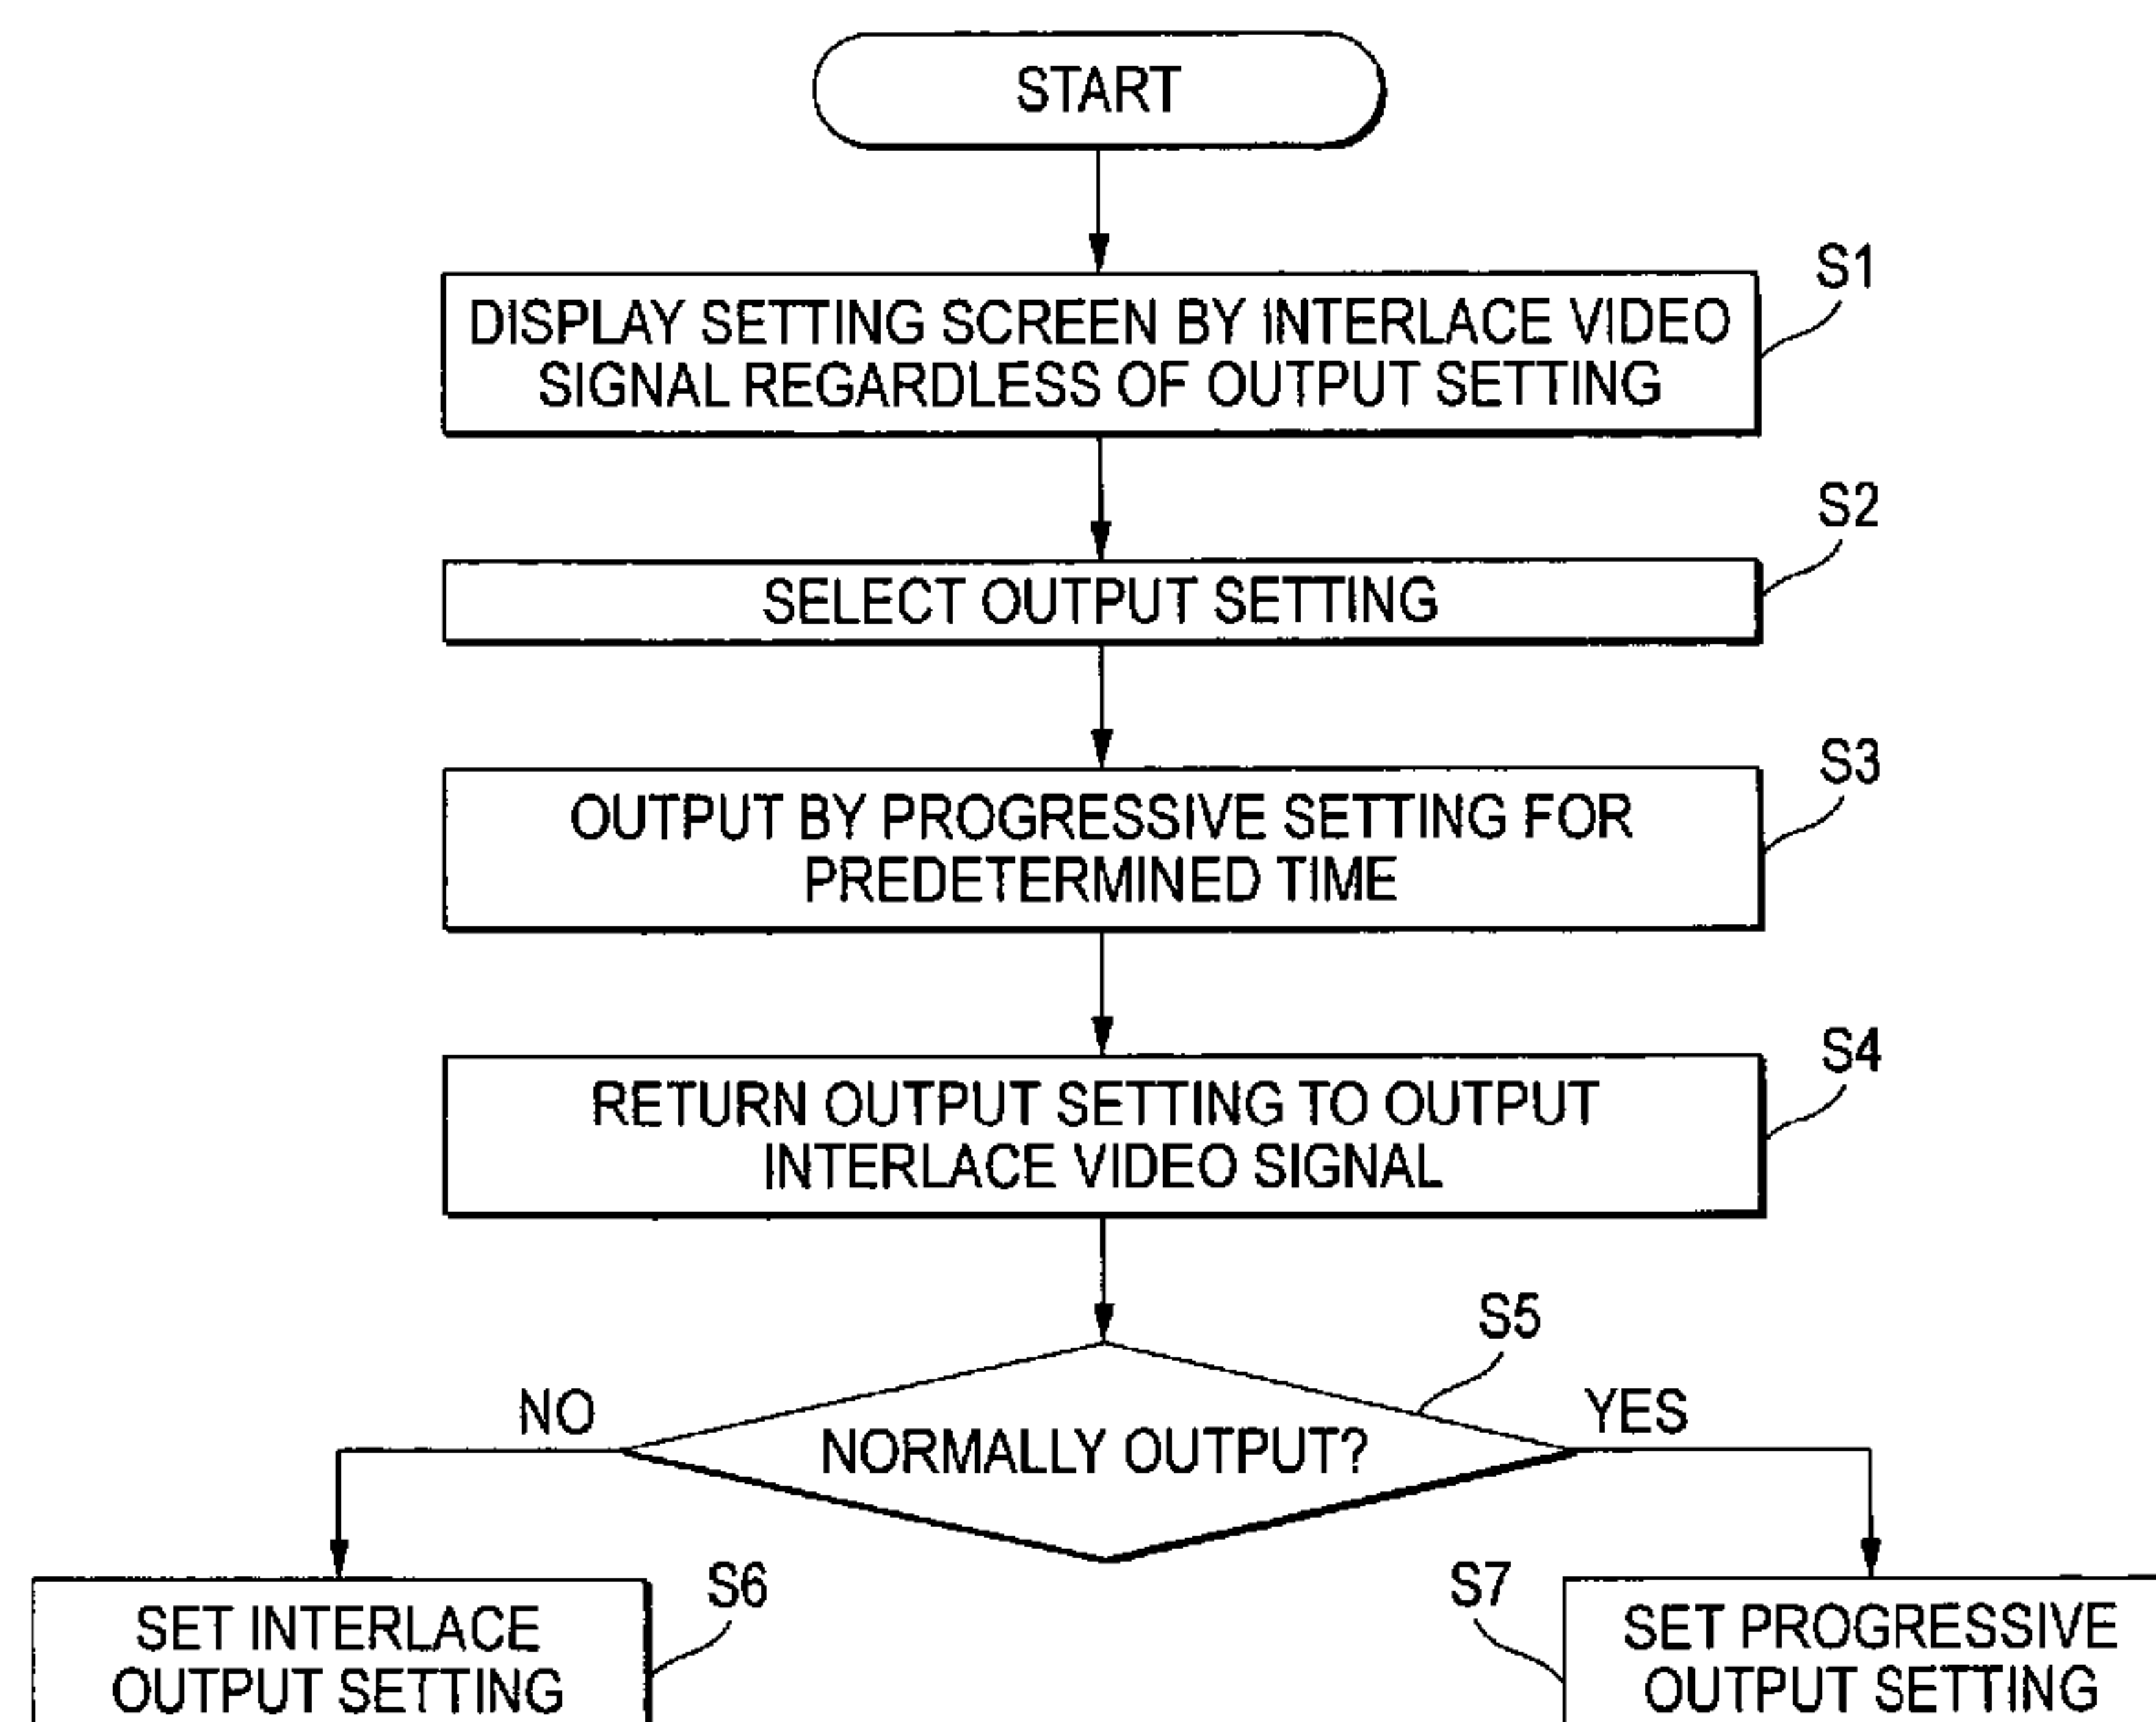 START
S1
DISPLAY SETTING SCREEN BY INTERLACE VIDEO
SIGNAL REGARDLESS OF OUTPUT SETTING
S2
SELECT OUTPUT SETTING
S3
OUTPUT BY PROGRESSIVE SETTING FOR
PREDETERMINED TIME
S4
RETURN OUTPUT SETTING TO OUTPUT
INTERLACE VIDEO SIGNAL
S5
NO
YES
NORMALLY OUTPUT?
S6
SET INTERLACE
OUTPUT SETTING
S7
SET PROGRESSIVE
OUTPUT SETTING